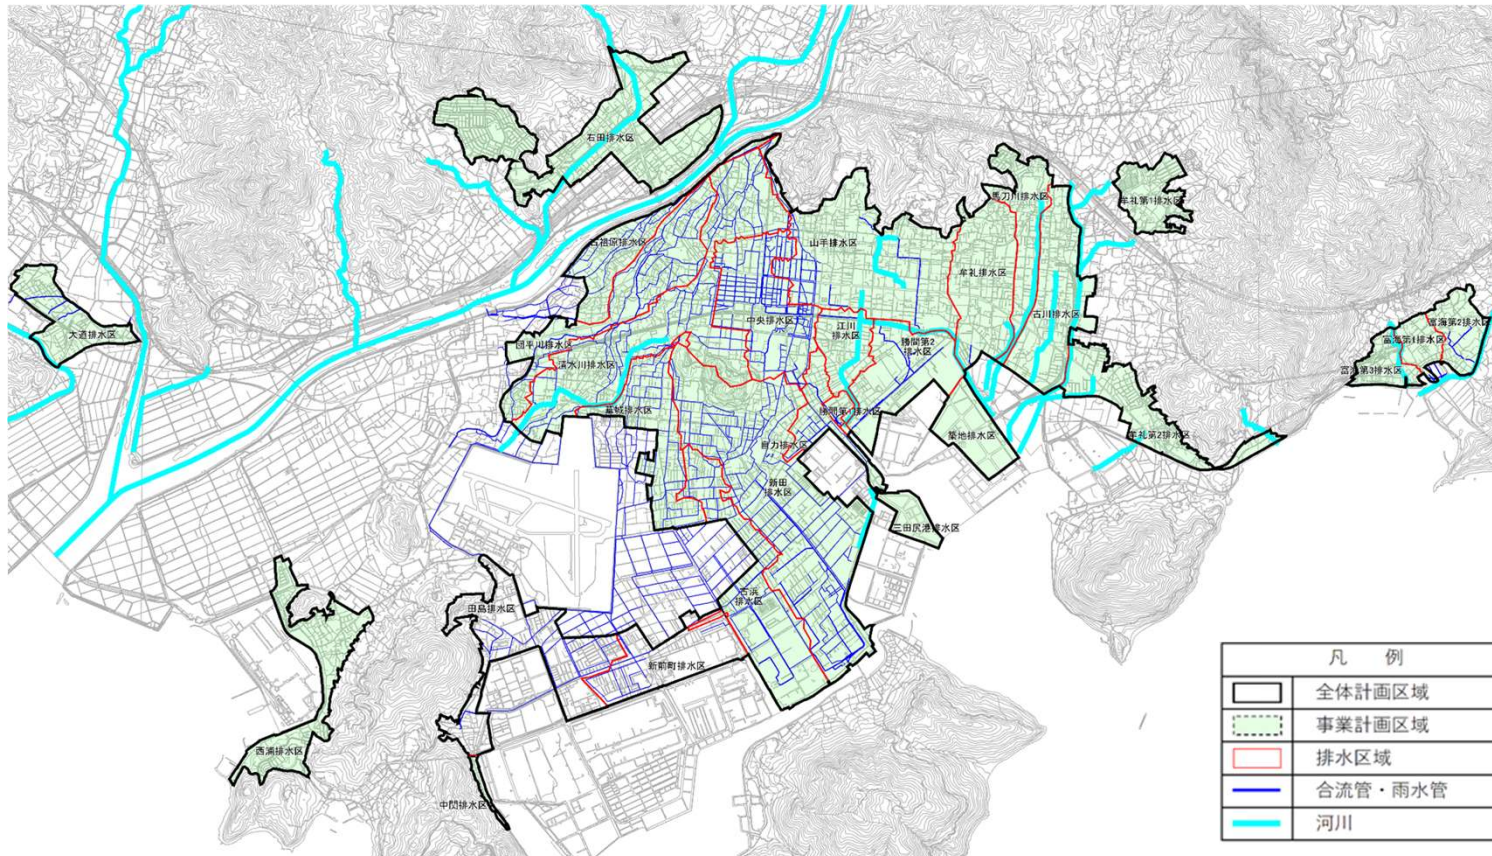 石田排水区
牟礼第1排水区
馬刀川排水区
古祖原排水区
山手排水区
牟礼排水区
大道排水区
古川排水区
中央排水区
江川
排水区
勝間第2
排水区
団平川排水区
清水川排水区
富海第2排水区
富海第1排水区
富海第3排水区
勝間第1排水区
築地排水区
牟礼第2排水区
新田
排水区
三田尻港排水区
古浜
排水区
田島排水区
新前町排水区
西浦排水区
中関排水区
凡 例
全体計画区域
事業計画区域
排水区域
合流管・雨水管
河川